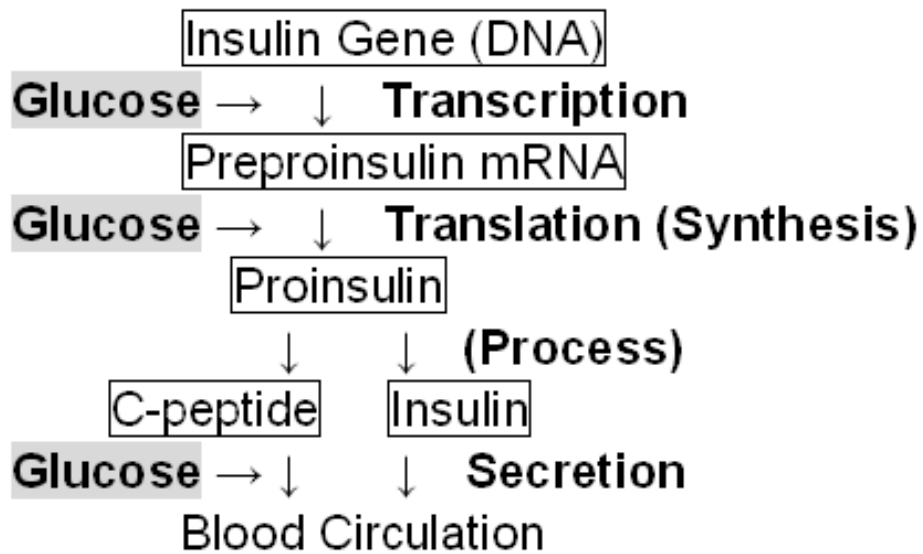 Insulin Gene (DNA)
Glucose → ↓ Transcription
Preproinsulin mRNA
Glucose → ↓ Translation (Synthesis)
Proinsulin
↓ ↓ (Process)
C-peptide Insulin
Glucose → ↓ ↓ Secretion
Blood Circulation